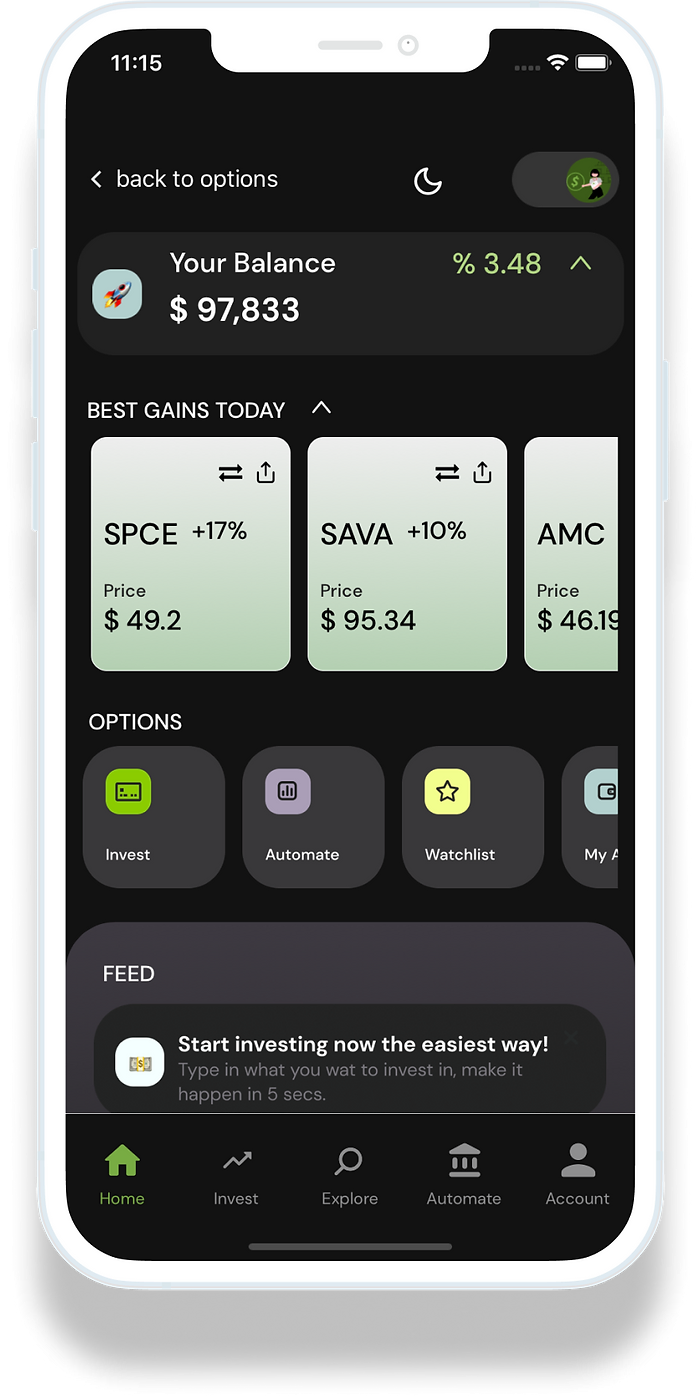 11:15
back to options
Your Balance
% 3.48
$ 97,833
BEST GAINS TODAY
SPCE +17%
Price
$ 49.2
SAVA +10%
Price
$ 95.34
AMC
Price
$ 46.19
OPTIONS
Invest
Automate
Watchlist
My A
FEED
Start investing now the easiest way!
Type in what you wat to invest in, make it
happen in 5 secs.
Home
Invest
Explore
Automate
Account